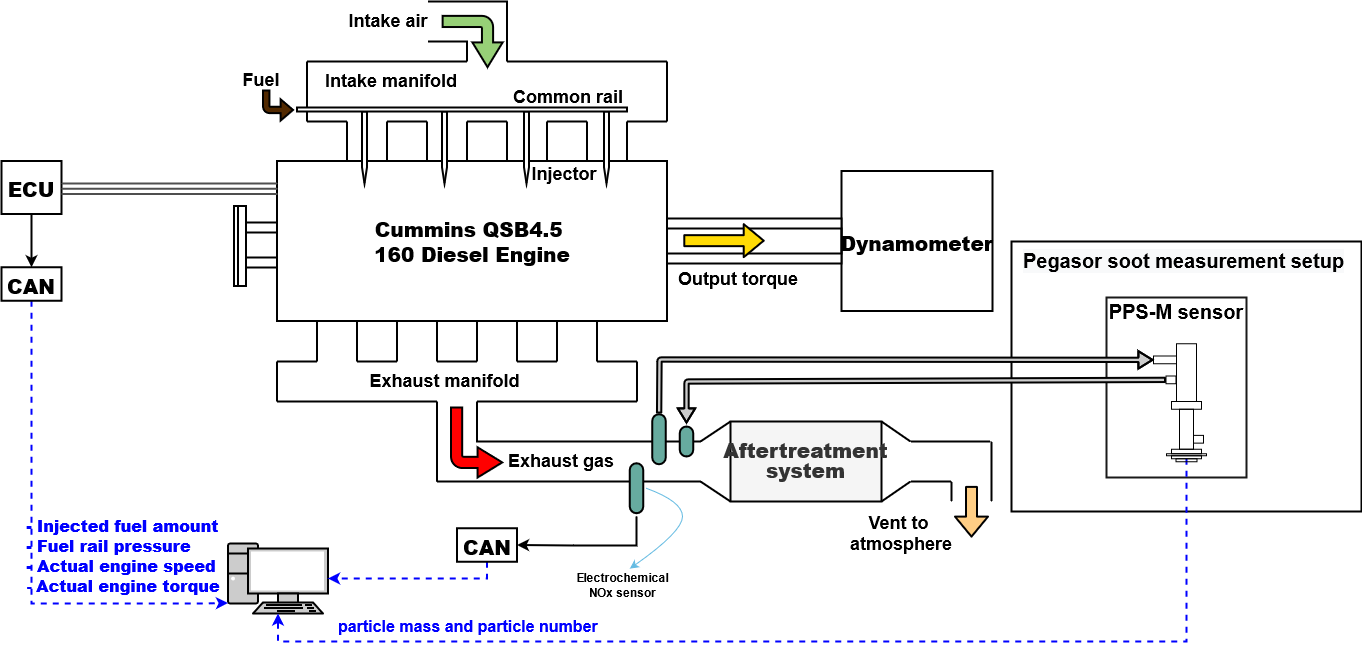 Intake air
Fuel
Intake manifold
Common rail
Injector
ECU
Cummins QSB4.5
160 Diesel Engine
Dynamometer
Output torque
CAN
Pegasor soot measurement setup
PPS-M sensor
Exhaust manifold
Exhaust gas
Aftertreatment
system
Vent to
atmosphere
- Injected fuel amount
- Fuel rail pressure
- Actual engine speed
- Actual engine torque
CAN
Electrochemical
NOx sensor
particle mass and particle number